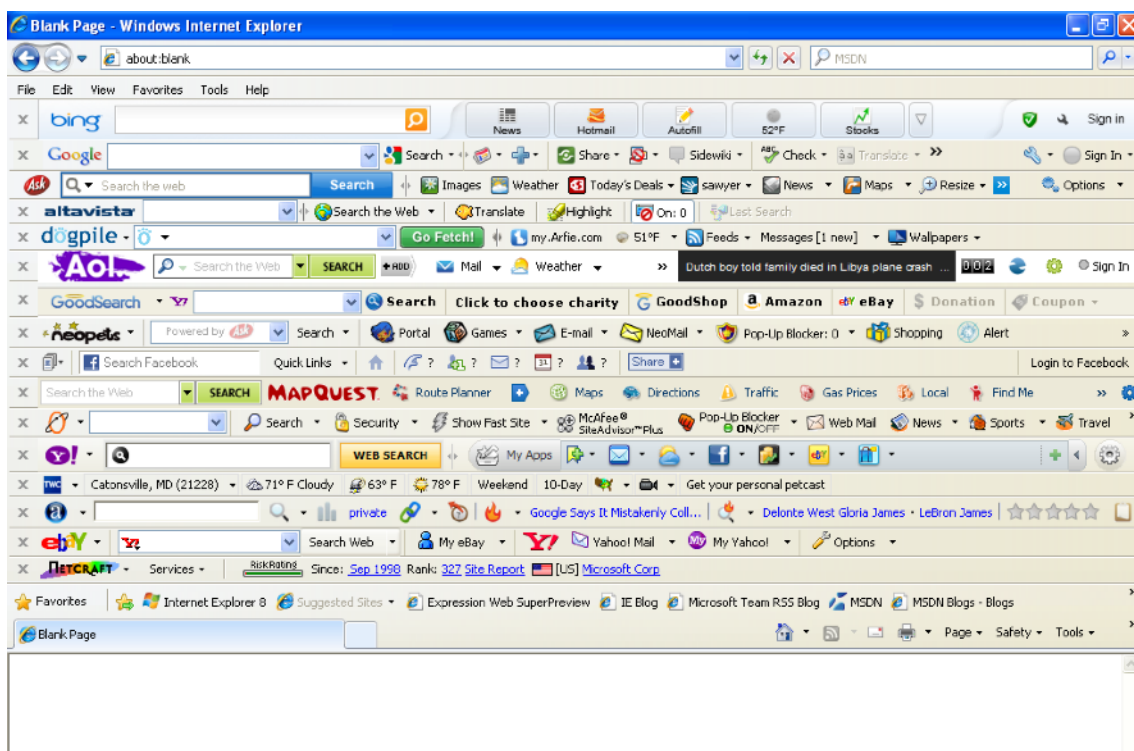 Blank Page - Windows Internet Explorer
about:blank MSDN
File Edit View Favorites Tools Help
bing News Hotmail Autofill 52°F Stocks Sign in
Google Search Share Sidewiki Check Translate Sign In
Ask Search the web Search Images Weather Today's Deals sawyer News Maps Resize Options
altavista Search the Web Translate Highlight On: 0 Last Search
dogpile Go Fetch! my.Arfie.com 51°F Feeds Messages [1 new] Wallpapers
Aol. Search the Web SEARCH +ADD Mail Weather Dutch boy told family died in Libya plane crash ... 002 Sign In
GoodSearch Search Click to choose charity GoodShop Amazon eBay Donation Coupon
neopets Powered by Ask Search Portal Games E-mail NeoMail Pop-Up Blocker: 0 Shopping Alert
Search Facebook Quick Links ? ? ? 31 ? ? Share Login to Facebook
Search the Web SEARCH MAPQUEST. Route Planner Maps Directions Traffic Gas Prices Local Find Me
Search Security Show Fast Site McAfee® SiteAdvisor™Plus Pop-Up Blocker ON/OFF Web Mail News Sports Travel
Y! WEB SEARCH My Apps
TWC Catonsville, MD (21228) 71° F Cloudy 63° F 78° F Weekend 10-Day Get your personal petcast
a private Google Says It Mistakenly Coll... Delonte West Gloria James • LeBron James
ebY Search Web My eBay Y7 Yahoo! Mail My Yahoo! Options
NETCRAFT Services RiskRating Since: Sep 1998 Rank: 327 Site Report [US] Microsoft Corp
Favorites Internet Explorer 8 Suggested Sites Expression Web SuperPreview IE Blog Microsoft Team RSS Blog MSDN MSDN Blogs - Blogs
Blank Page Page Safety Tools